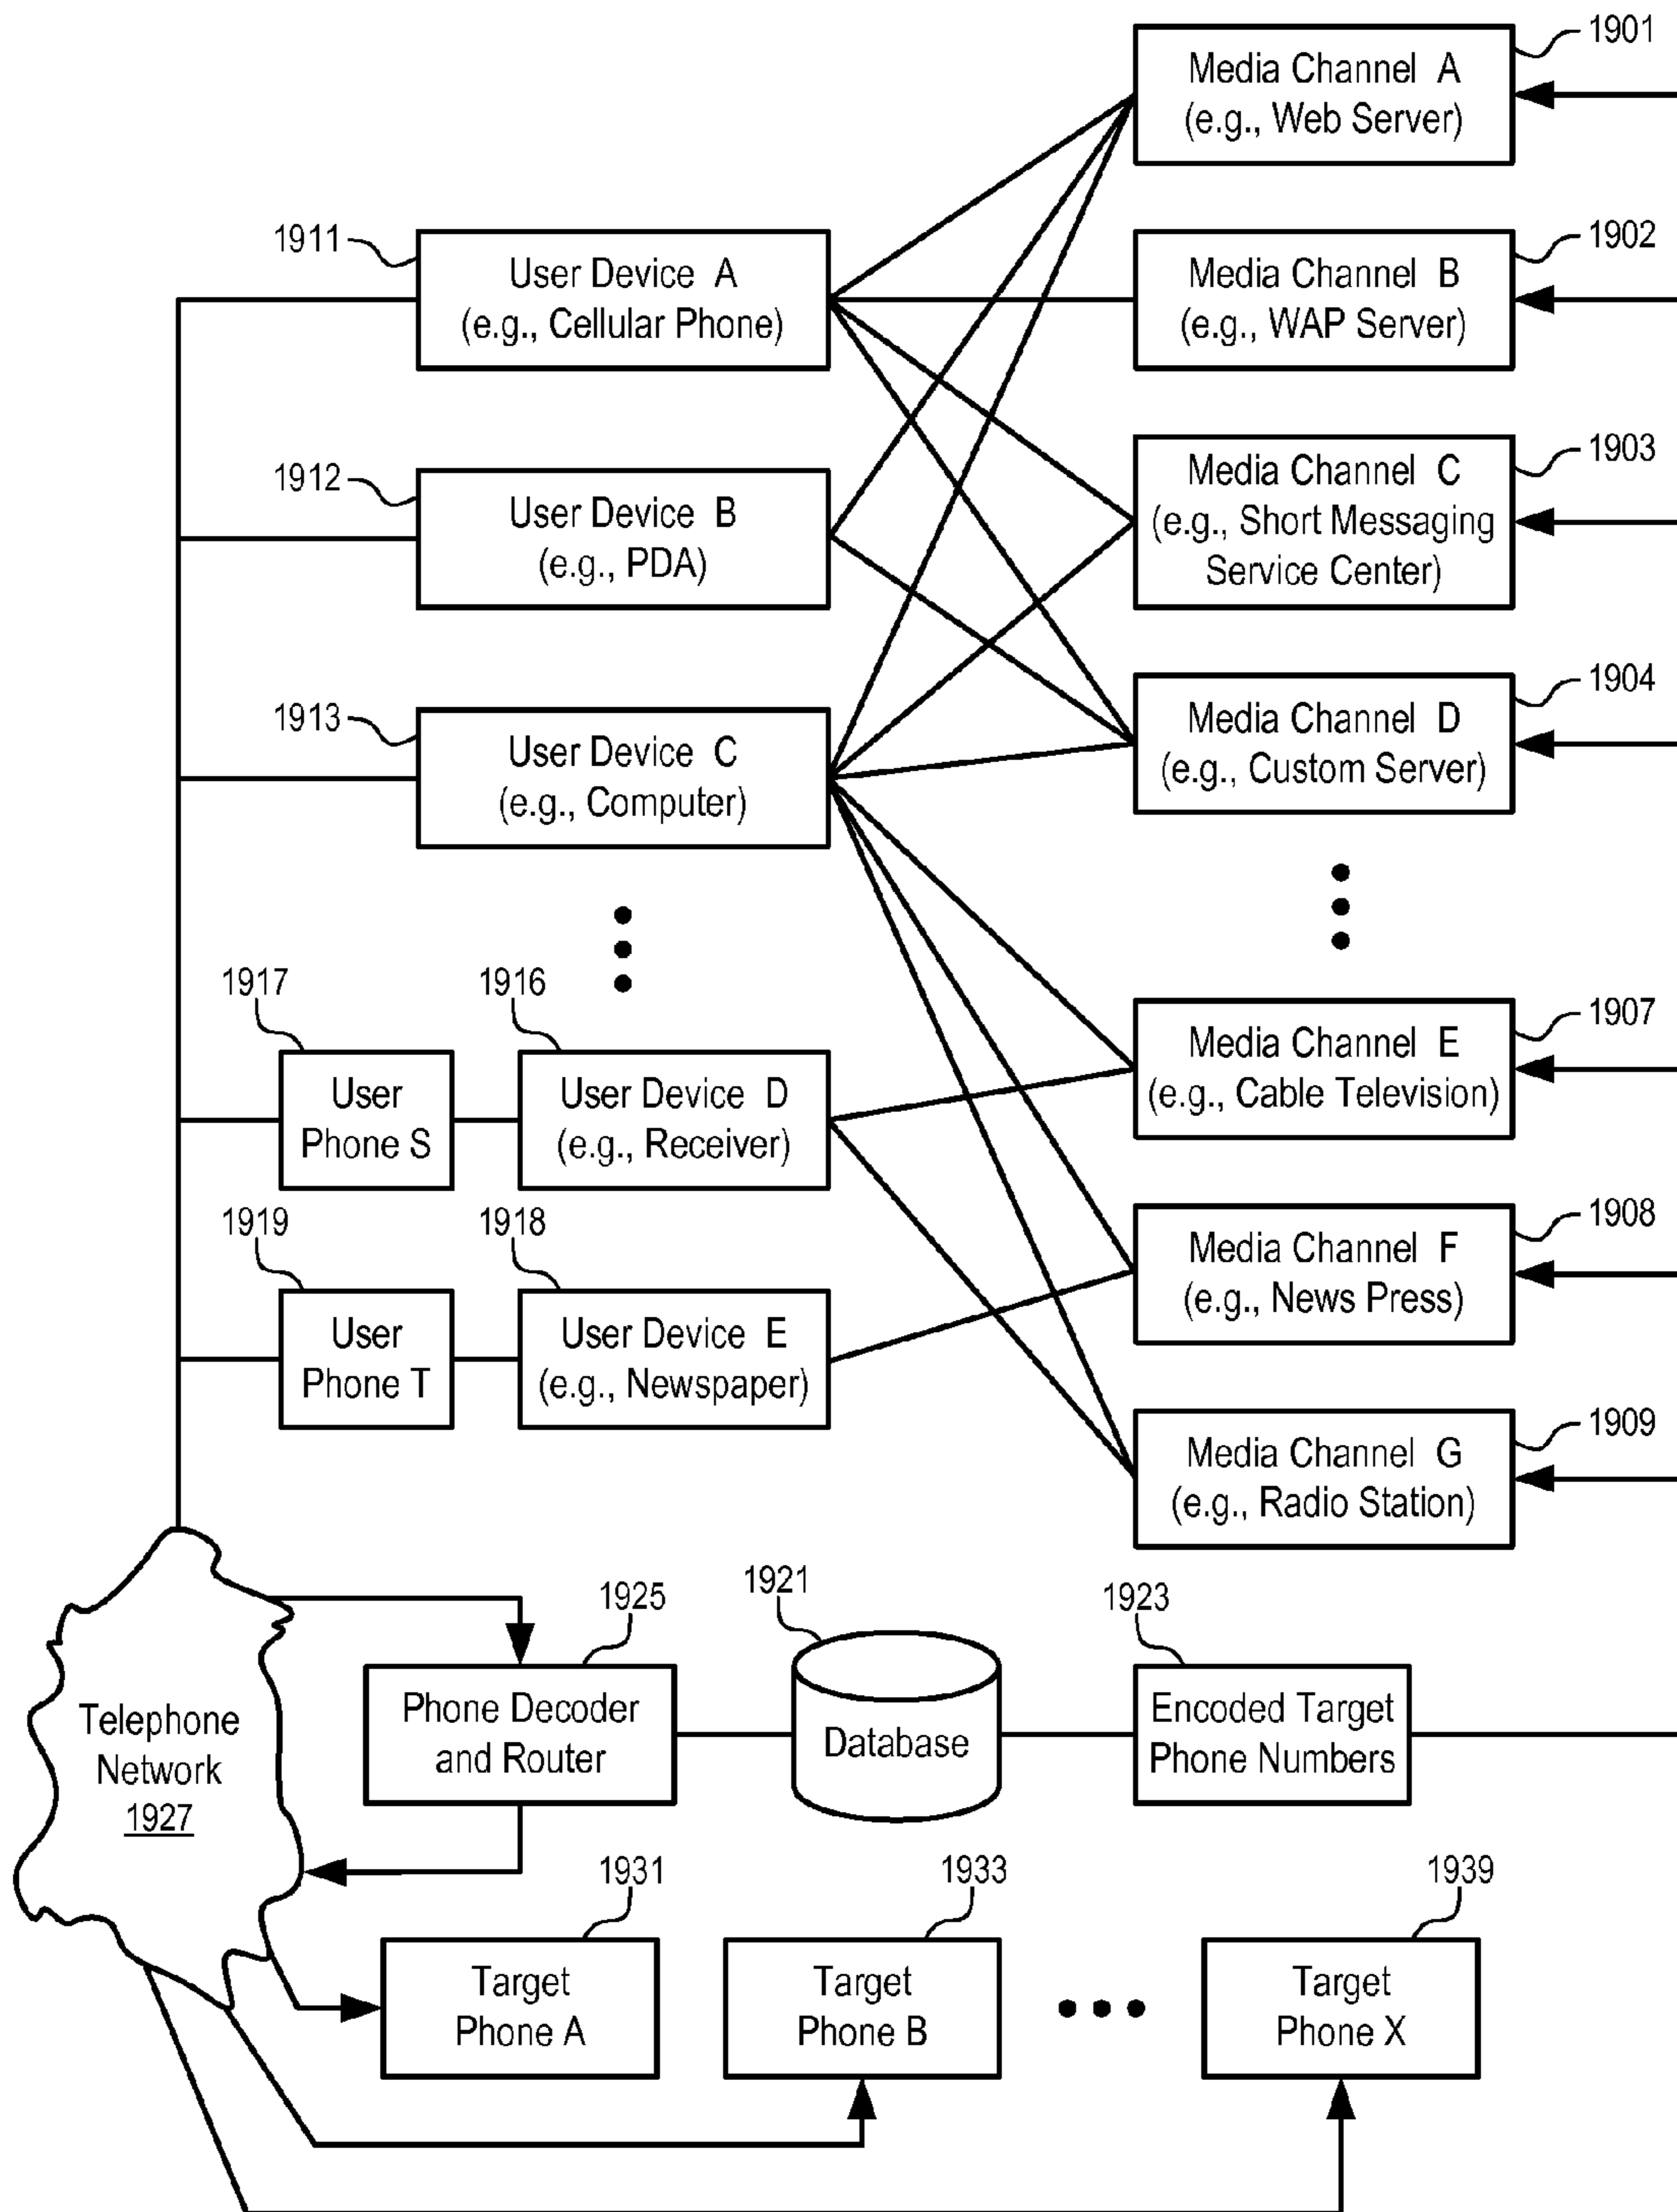 1901
Media Channel A
(e.g., Web Server)
1911
User Device A
(e.g., Cellular Phone)
1902
Media Channel B
(e.g., WAP Server)
1903
Media Channel C
(e.g., Short Messaging
Service Center)
1912
User Device B
(e.g., PDA)
1904
Media Channel D
(e.g., Custom Server)
1913
User Device C
(e.g., Computer)
1917
User
Phone S
1916
User Device D
(e.g., Receiver)
1907
Media Channel E
(e.g., Cable Television)
1919
User
Phone T
1918
User Device E
(e.g., Newspaper)
1908
Media Channel F
(e.g., News Press)
1909
Media Channel G
(e.g., Radio Station)
Telephone
Network
1927
1925
Phone Decoder
and Router
1921
Database
1923
Encoded Target
Phone Numbers
1931
Target
Phone A
1933
Target
Phone B
1939
Target
Phone X